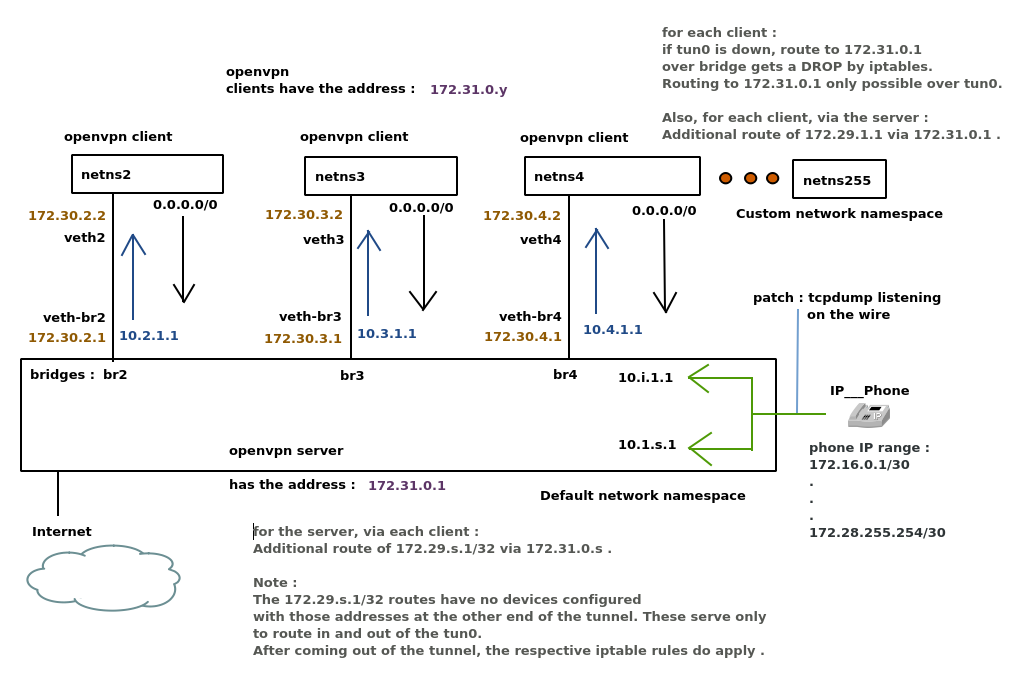 for each client :
if tun0 is down, route to 172.31.0.1
over bridge gets a DROP by iptables.
Routing to 172.31.0.1 only possible over tun0.
Also, for each client, via the server :
Additional route of 172.29.1.1 via 172.31.0.1 .
openvpn
clients have the address : 172.31.0.y
openvpn client
openvpn client
openvpn client
netns2
netns3
netns4
netns255
Custom network namespace
172.30.2.2
0.0.0.0/0
veth2
172.30.3.2
0.0.0.0/0
veth3
172.30.4.2
0.0.0.0/0
veth4
veth-br2
172.30.2.1
10.2.1.1
veth-br3
172.30.3.1
10.3.1.1
veth-br4
172.30.4.1
10.4.1.1
patch : tcpdump listening
on the wire
bridges : br2
br3
br4
10.i.1.1
10.1.s.1
IP___Phone
phone IP range :
172.16.0.1/30
.
.
.
172.28.255.254/30
openvpn server
has the address : 172.31.0.1
Default network namespace
Internet
for the server, via each client :
Additional route of 172.29.s.1/32 via 172.31.0.s .
Note :
The 172.29.s.1/32 routes have no devices configured
with those addresses at the other end of the tunnel. These serve only
to route in and out of the tun0.
After coming out of the tunnel, the respective iptable rules do apply .